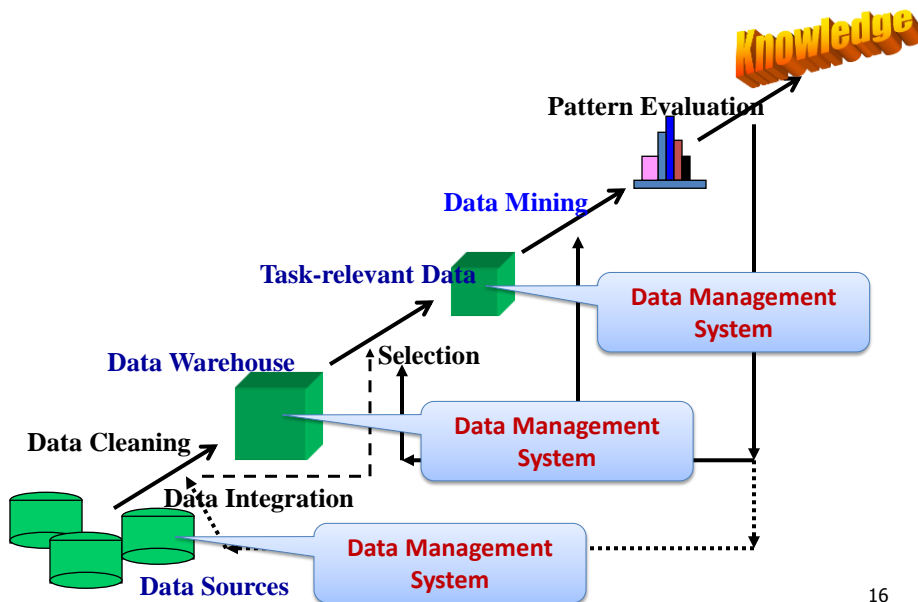 Knowledge
Pattern Evaluation
Data Mining
Task-relevant Data
Data Management
System
Data Warehouse
Selection
Data Management
System
Data Cleaning
Data Integration
Data Management
System
Data Sources
16